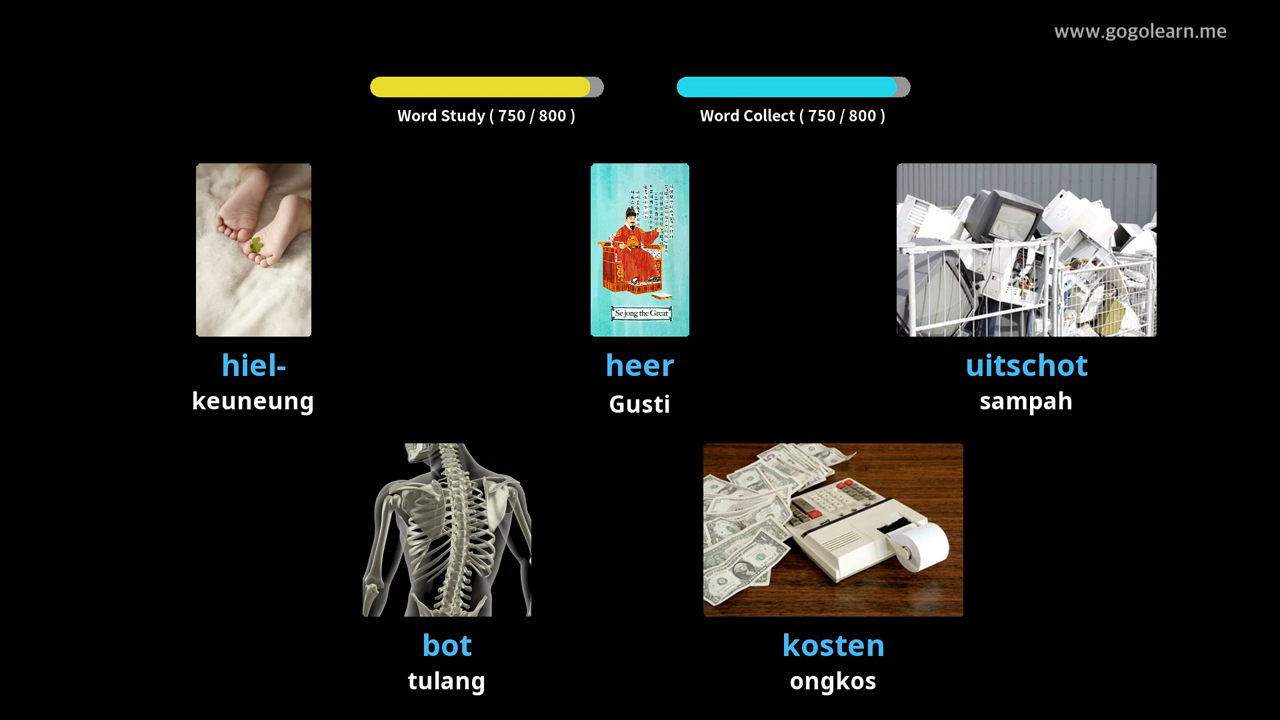 www.gogolearn.me
Word Study ( 750 / 800 )
Word Collect ( 750 / 800 )
Sejong the Great
hiel-
keuneung
heer
Gusti
uitschot
sampah
bot
tulang
kosten
ongkos